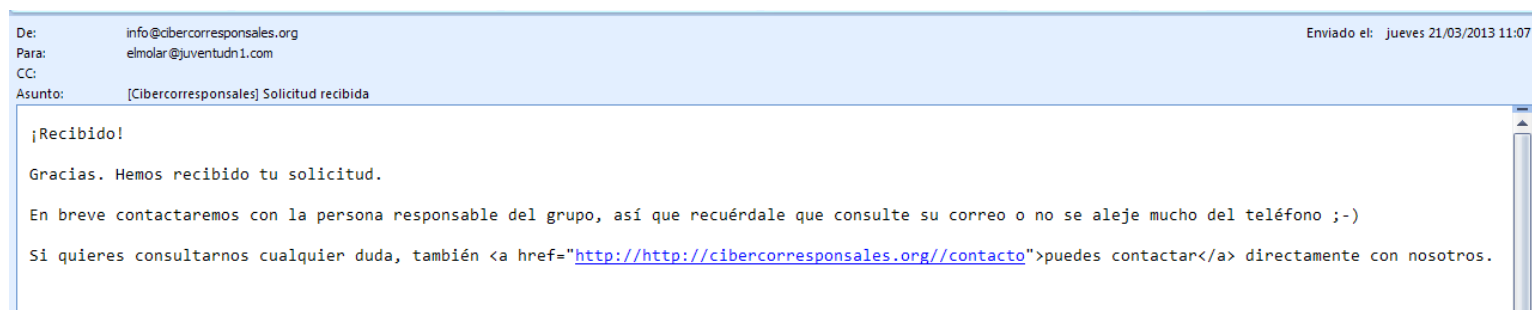 De: info@cibercorresponsales.org Enviado el: jueves 21/03/2013 11:07
Para: elmolar@juventudn1.com
CC:
Asunto: [Cibercorresponsales] Solicitud recibida
¡Recibido!
Gracias. Hemos recibido tu solicitud.
En breve contactaremos con la persona responsable del grupo, así que recuérdale que consulte su correo o no se aleje mucho del teléfono ;-)
Si quieres consultarnos cualquier duda, también <a href="http://http://cibercorresponsales.org//contacto">puedes contactar</a> directamente con nosotros.